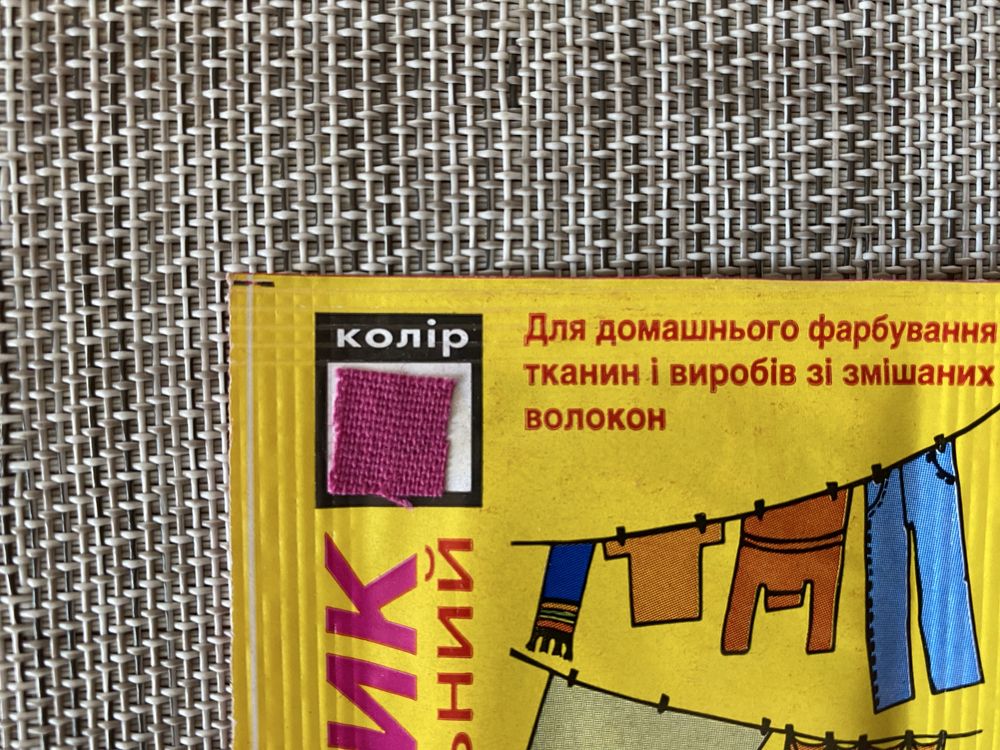 колір
Для домашнього фарбування
тканин і виробів зі змішаних
волокон